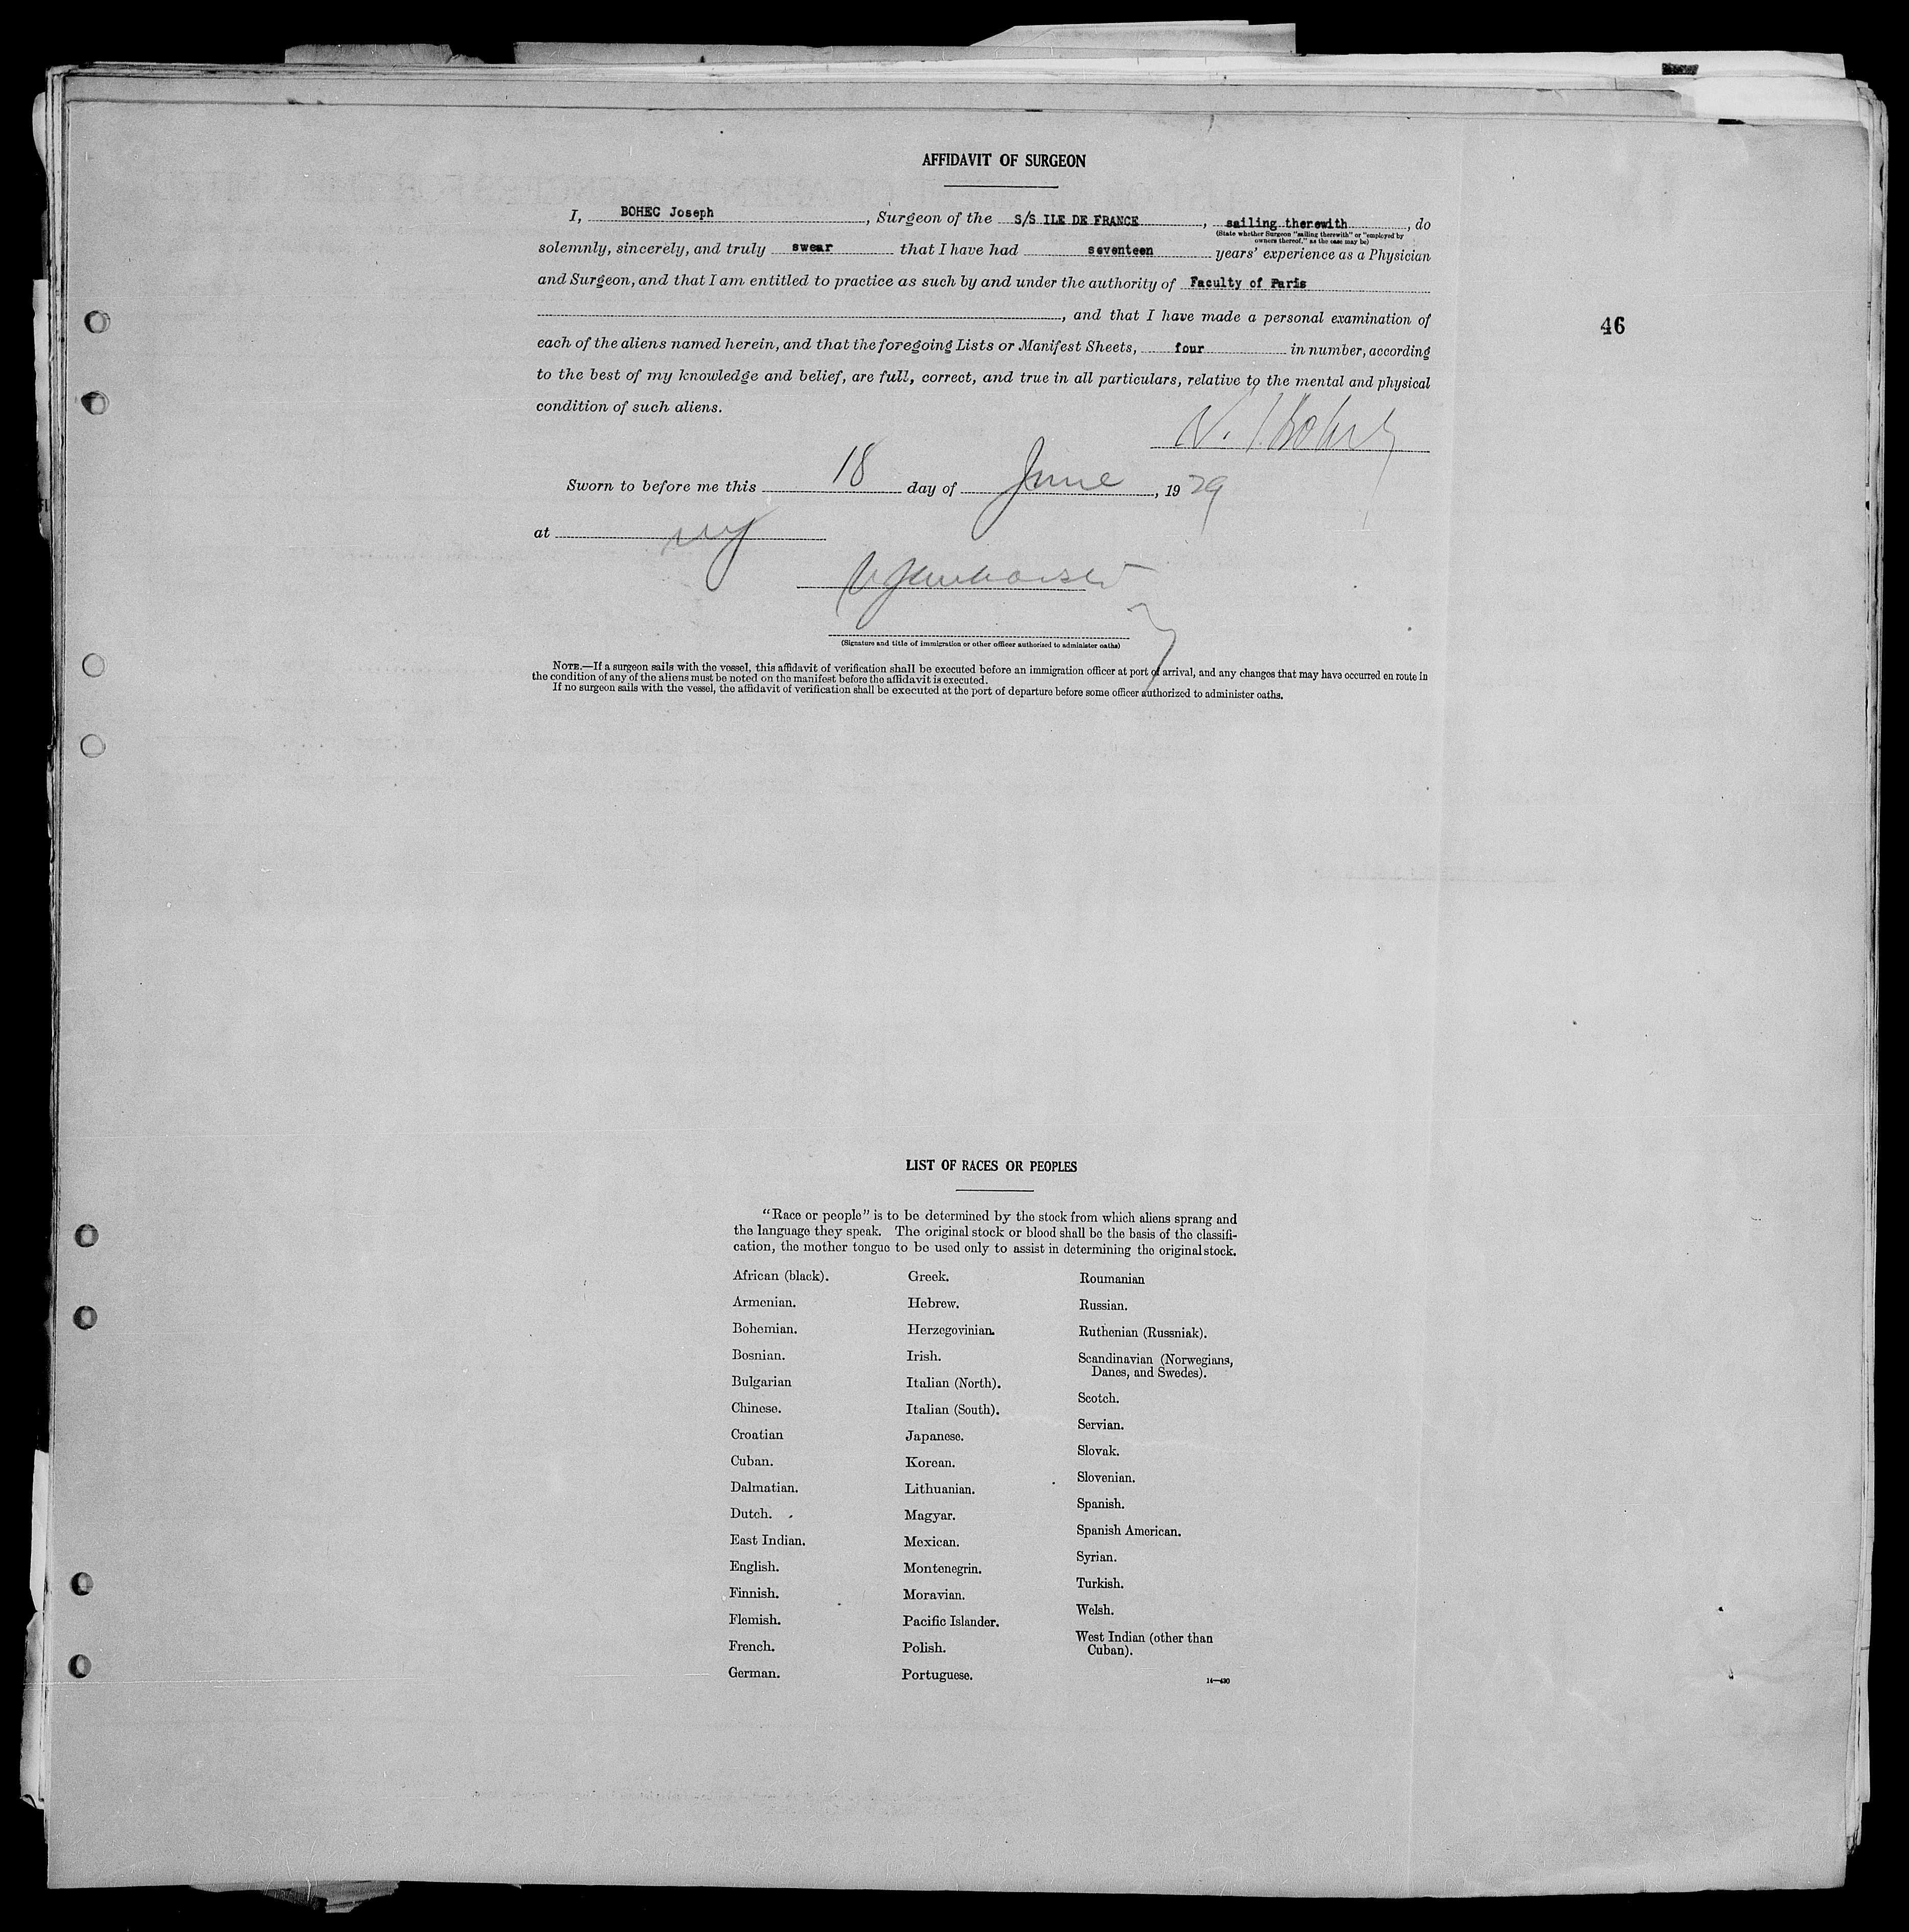 AFFIDAVIT OF SURGEON
I, BOHEC Joseph, Surgeon of the S/S ILE DE FRANCE, sailing therewith, do
(State whether Surgeon "sailing therewith" or "employed by
owners thereof," as the case may be)
solemnly, sincerely, and truly swear that I have had seventeen years' experience as a Physician
and Surgeon, and that I am entitled to practice as such by and under the authority of Faculty of Paris
, and that I have made a personal examination of
46
each of the aliens named herein, and that the foregoing Lists or Manifest Sheets, four in number, according
to the best of my knowledge and belief, are full, correct, and true in all particulars, relative to the mental and physical
condition of such aliens.
Sworn to before me this 18 day of June, 1929
at NY
(Signature and title of immigration or other officer authorized to administer oaths)
NOTE.—If a surgeon sails with the vessel, this affidavit of verification shall be executed before an immigration officer at port of arrival, and any changes that may have occurred en route in
the condition of any of the aliens must be noted on the manifest before the affidavit is executed.
If no surgeon sails with the vessel, the affidavit of verification shall be executed at the port of departure before some officer authorized to administer oaths.
LIST OF RACES OR PEOPLES
"Race or people" is to be determined by the stock from which aliens sprang and
the language they speak. The original stock or blood shall be the basis of the classifi-
cation, the mother tongue to be used only to assist in determining the original stock.
African (black).
Armenian.
Bohemian.
Bosnian.
Bulgarian
Chinese.
Croatian
Cuban.
Dalmatian.
Dutch.
East Indian.
English.
Finnish.
Flemish.
French.
German.
Greek.
Hebrew.
Herzegovinian.
Irish.
Italian (North).
Italian (South).
Japanese.
Korean.
Lithuanian.
Magyar.
Mexican.
Montenegrin.
Moravian.
Pacific Islander.
Polish.
Portuguese.
Roumanian
Russian.
Ruthenian (Russniak).
Scandinavian (Norwegians,
Danes, and Swedes).
Scotch.
Servian.
Slovak.
Slovenian.
Spanish.
Spanish American.
Syrian.
Turkish.
Welsh.
West Indian (other than
Cuban).
14—430